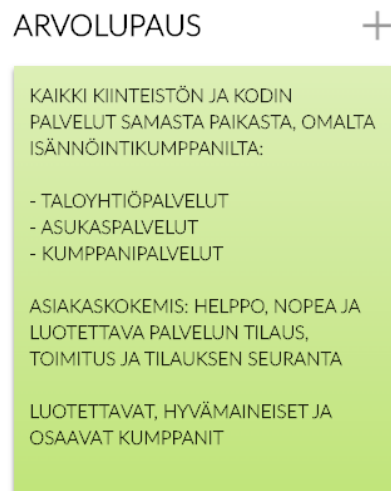 ARVOLUPAUS
KAIKKI KIINTEISTÖN JA KODIN
PALVELUT SAMASTA PAIKASTA, OMALTA
ISÄNNÖINTIKUMPPANILTA:
- TALOYHTIÖPALVELUT
- ASUKASPALVELUT
- KUMPPANIPALVELUT
ASIAKASKOKEMIS: HELPPO, NOPEA JA
LUOTETTAVA PALVELUN TILAUS,
TOIMITUS JA TILAUKSEN SEURANTA
LUOTETTAVAT, HYVÄMAINEISET JA
OSAAVAT KUMPPANIT